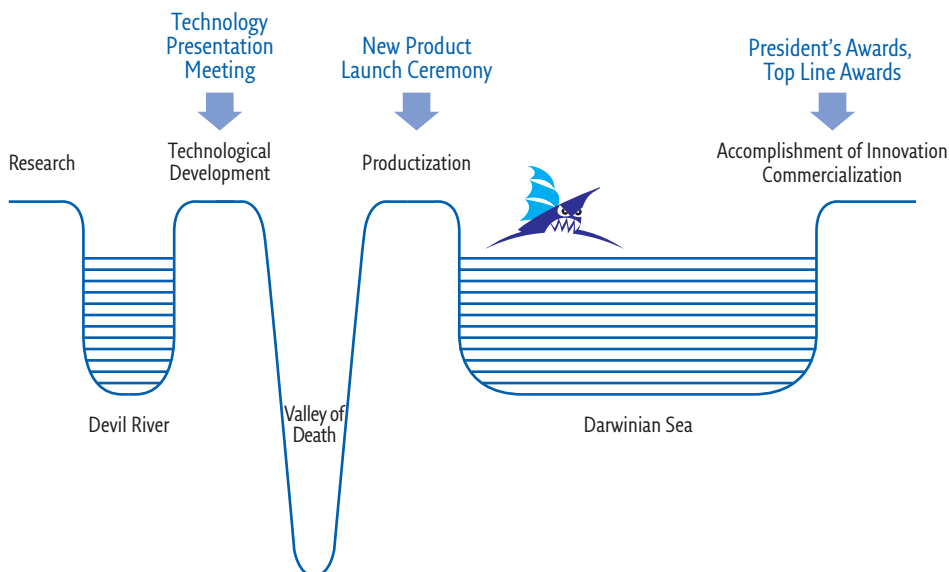 Technology
Presentation
Meeting
New Product
Launch Ceremony
President's Awards,
Top Line Awards
Research
Technological
Development
Productization
Accomplishment of Innovation
Commercialization
Devil River
Valley of
Death
Darwinian Sea